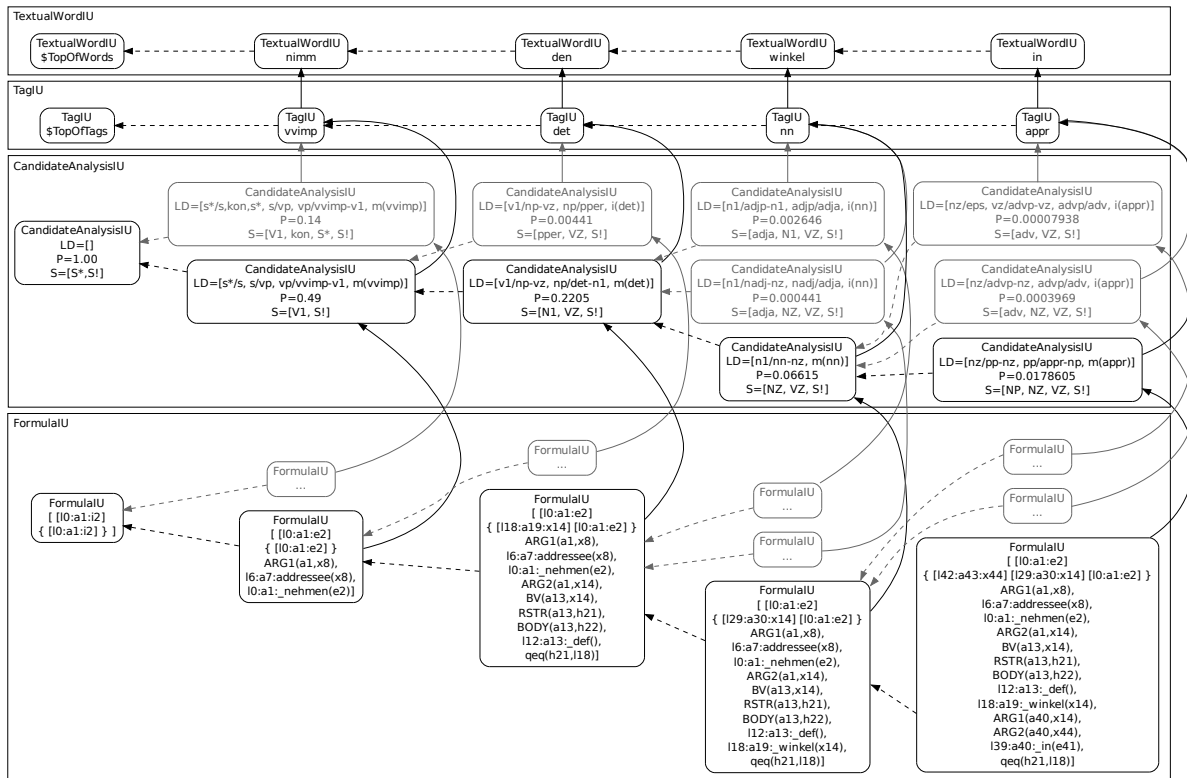 TextualWordIU
TextualWordIU
$TopOfWords
TextualWordIU
nimm
TextualWordIU
den
TextualWordIU
winkel
TextualWordIU
in
TagIU
TagIU
$TopOfTags
TagIU
vvimp
TagIU
det
TagIU
nn
TagIU
appr
CandidateAnalysisIU
CandidateAnalysisIU
LD=[s*/s,kon,s*, s/vp, vp/vvimp-v1, m(vvimp)]
P=0.14
S=[V1, kon, S*, S!]
CandidateAnalysisIU
LD=[v1/np-vz, np/pper, i(det)]
P=0.00441
S=[pper, VZ, S!]
CandidateAnalysisIU
LD=[n1/adjp-n1, adjp/adja, i(nn)]
P=0.002646
S=[adja, N1, VZ, S!]
CandidateAnalysisIU
LD=[nz/eps, vz/advp-vz, advp/adv, i(appr)]
P=0.00007938
S=[adv, VZ, S!]
CandidateAnalysisIU
LD=[]
P=1.00
S=[S*,S!]
CandidateAnalysisIU
LD=[s*/s, s/vp, vp/vvimp-v1, m(vvimp)]
P=0.49
S=[V1, S!]
CandidateAnalysisIU
LD=[v1/np-vz, np/det-n1, m(det)]
P=0.2205
S=[N1, VZ, S!]
CandidateAnalysisIU
LD=[n1/nadj-nz, nadj/adja, i(nn)]
P=0.000441
S=[adja, NZ, VZ, S!]
CandidateAnalysisIU
LD=[nz/advp-nz, advp/adv, i(appr)]
P=0.0003969
S=[adv, NZ, VZ, S!]
CandidateAnalysisIU
LD=[n1/nn-nz, m(nn)]
P=0.06615
S=[NZ, VZ, S!]
CandidateAnalysisIU
LD=[nz/pp-nz, pp/appr-np, m(appr)]
P=0.0178605
S=[NP, NZ, VZ, S!]
FormulaIU
FormulaIU
[ [l0:a1:i2]
{ [l0:a1:i2] } ]
FormulaIU
...
FormulaIU
[ [l0:a1:e2]
{ [l0:a1:e2] }
ARG1(a1,x8),
l6:a7:addressee(x8),
l0:a1:_nehmen(e2)]
FormulaIU
...
FormulaIU
[ [l0:a1:e2]
{ [l18:a19:x14] [l0:a1:e2] }
ARG1(a1,x8),
l6:a7:addressee(x8),
l0:a1:_nehmen(e2),
ARG2(a1,x14),
BV(a13,x14),
RSTR(a13,h21),
BODY(a13,h22),
l12:a13:_def(),
qeq(h21,l18)]
FormulaIU
...
FormulaIU
...
FormulaIU
[ [l0:a1:e2]
{ [l29:a30:x14] [l0:a1:e2] }
ARG1(a1,x8),
l6:a7:addressee(x8),
l0:a1:_nehmen(e2),
ARG2(a1,x14),
BV(a13,x14),
RSTR(a13,h21),
BODY(a13,h22),
l12:a13:_def(),
l18:a19:_winkel(x14),
qeq(h21,l18)]
FormulaIU
...
FormulaIU
...
FormulaIU
[ [l0:a1:e2]
{ [l42:a43:x44] [l29:a30:x14] [l0:a1:e2] }
ARG1(a1,x8),
l6:a7:addressee(x8),
l0:a1:_nehmen(e2),
ARG2(a1,x14),
BV(a13,x14),
RSTR(a13,h21),
BODY(a13,h22),
l12:a13:_def(),
l18:a19:_winkel(x14),
ARG1(a40,x14),
ARG2(a40,x44),
l39:a40:_in(e41),
qeq(h21,l18)]